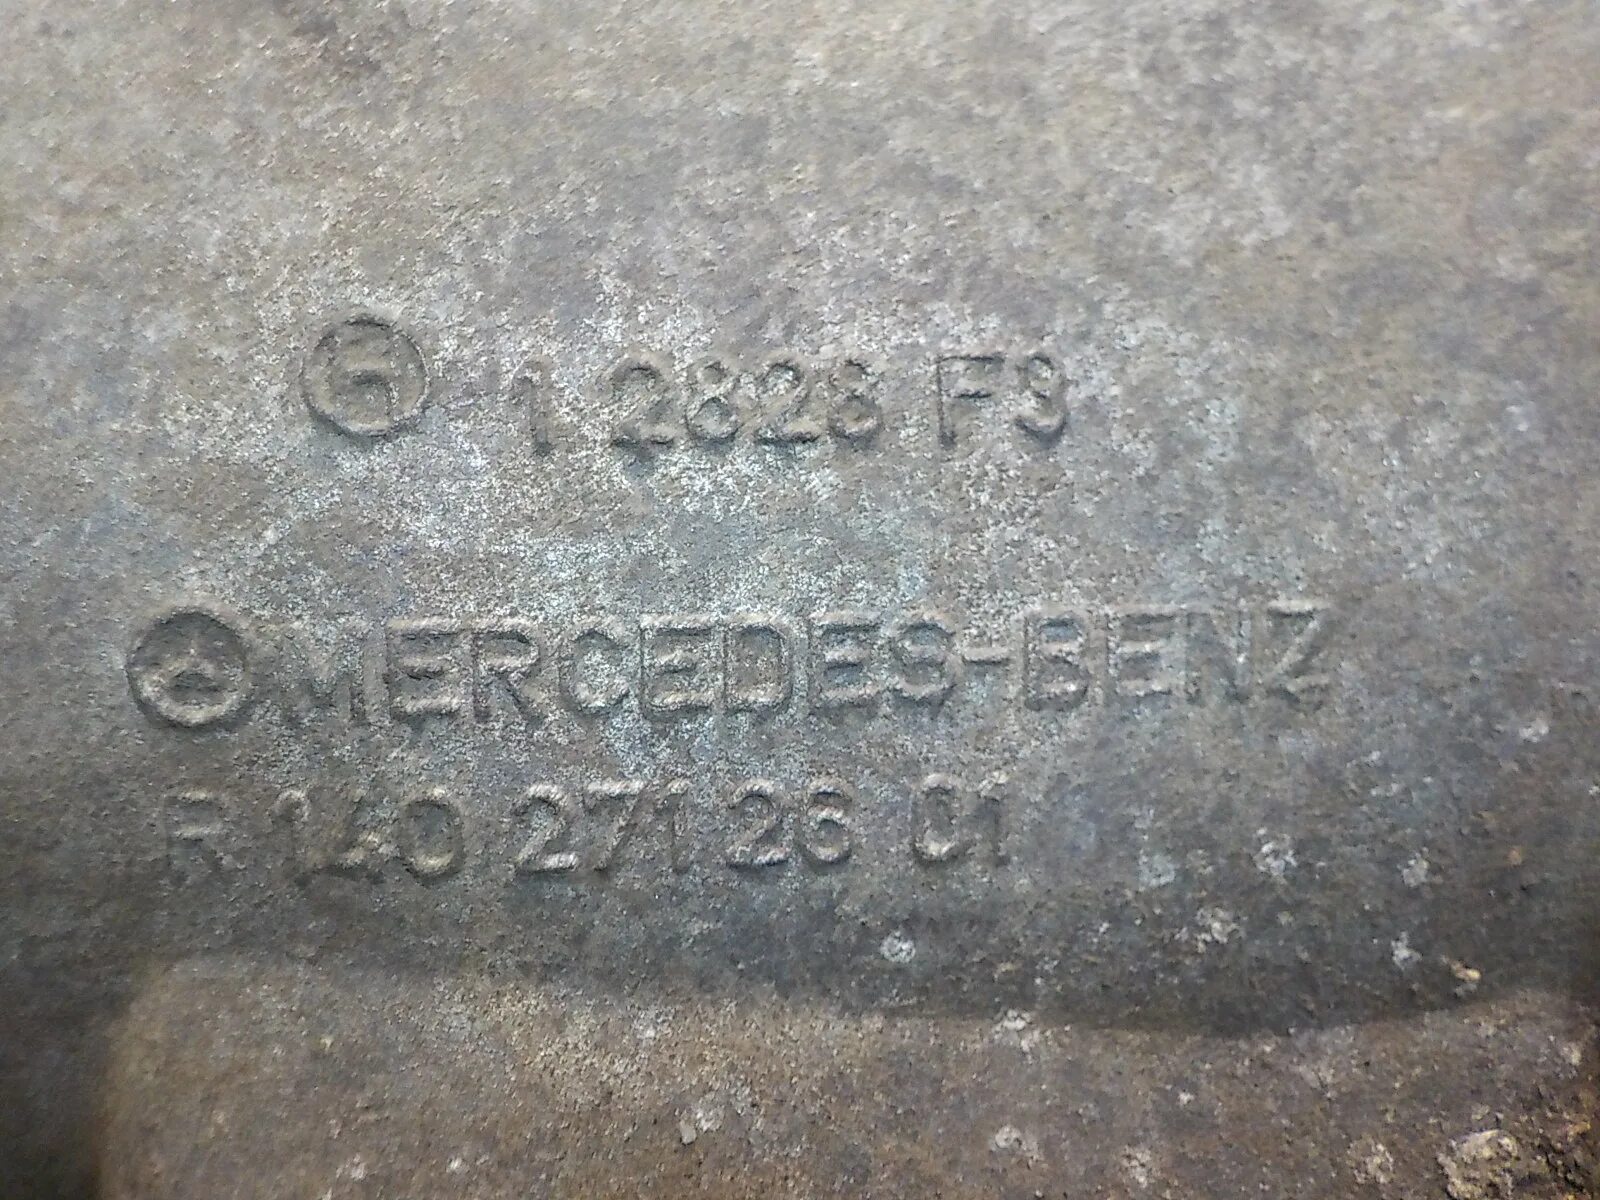 1 2828 F9
MERCEDES-BENZ
R 140 271 26 01